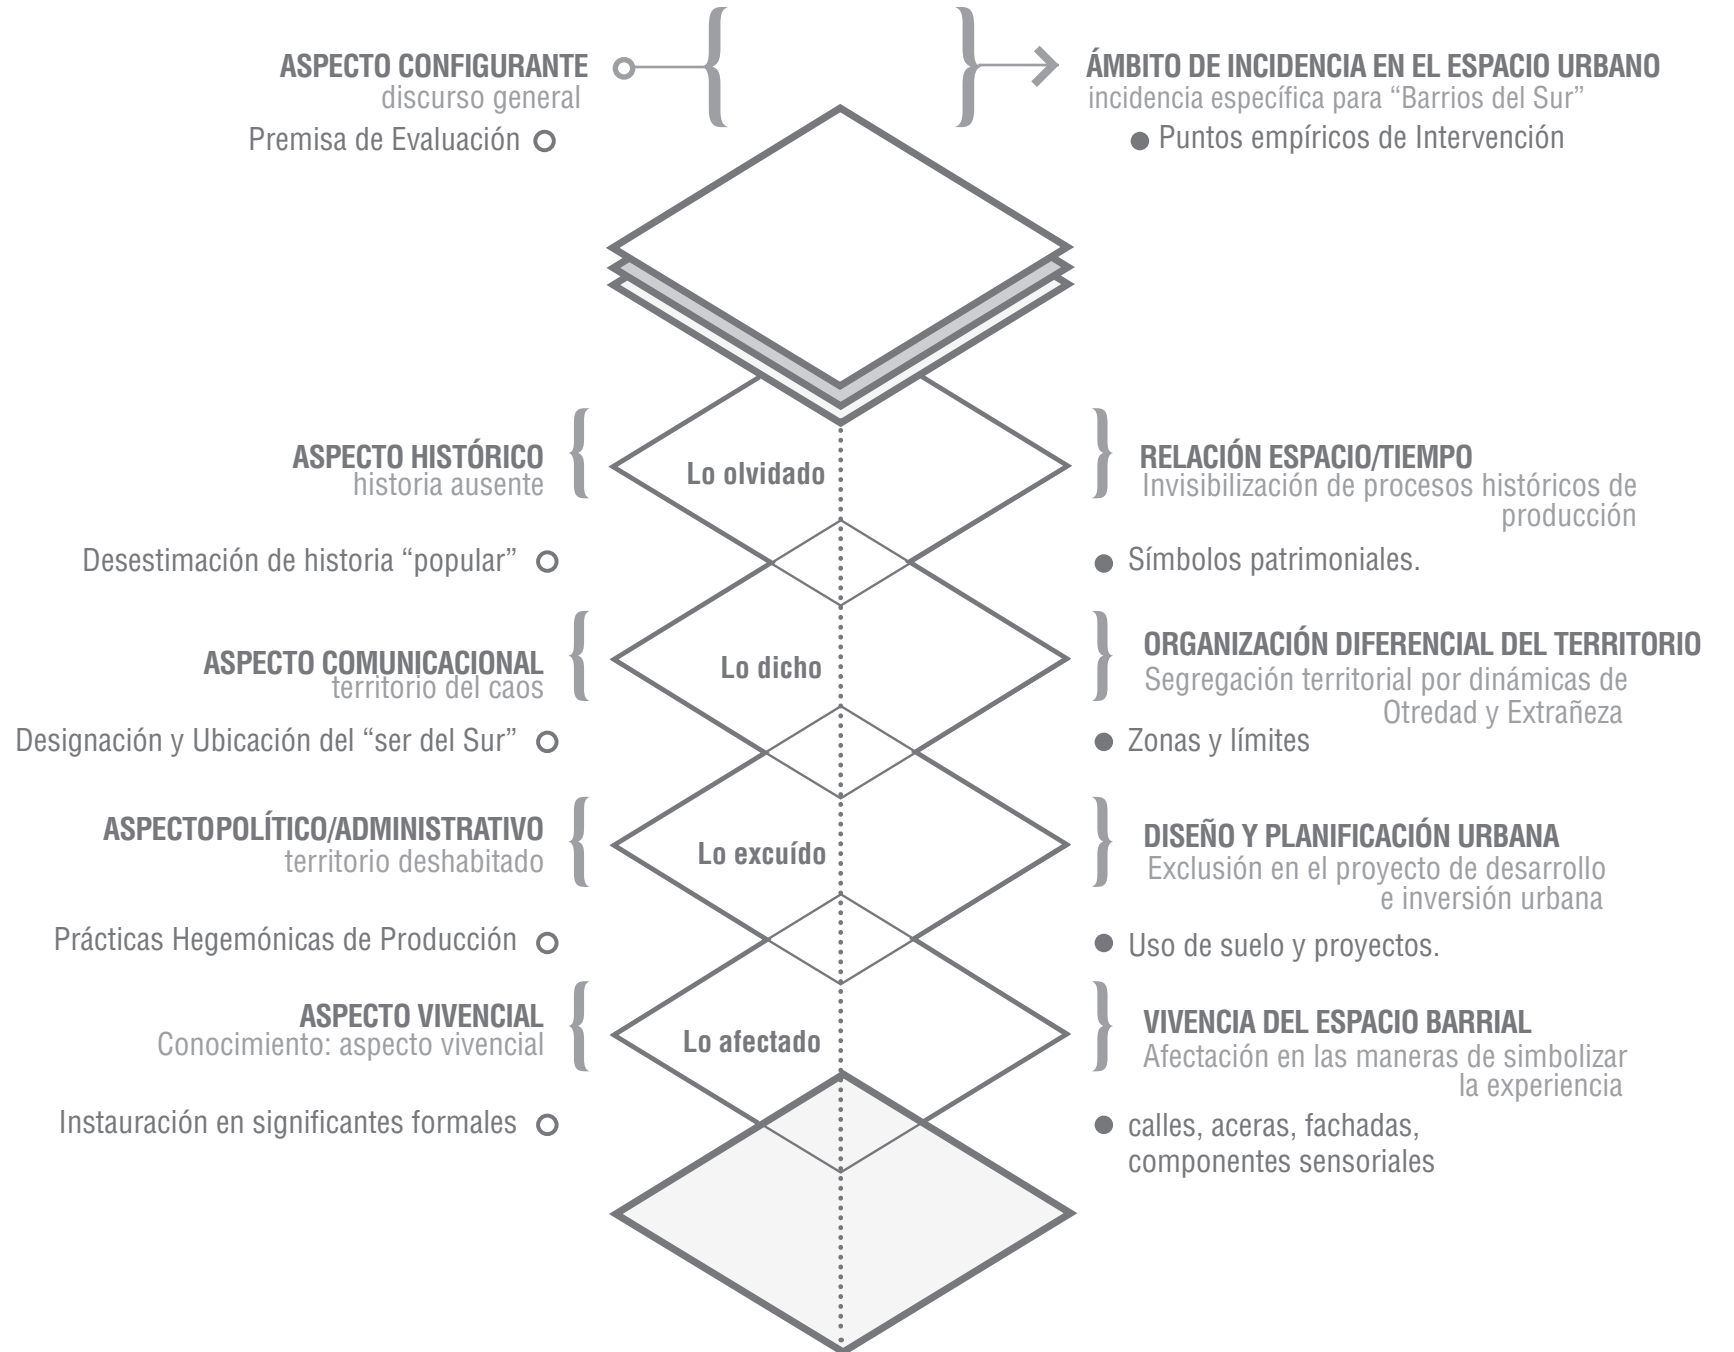 ASPECTO CONFIGURANTE
discurso general
Premisa de Evaluación
ÁMBITO DE INCIDENCIA EN EL ESPACIO URBANO
incidencia específica para “Barrios del Sur”
Puntos empíricos de Intervención
ASPECTO HISTÓRICO
historia ausente
Desestimación de historia “popular”
Lo olvidado
RELACIÓN ESPACIO/TIEMPO
Invisibilización de procesos históricos de
producción
Símbolos patrimoniales.
ASPECTO COMUNICACIONAL
territorio del caos
Designación y Ubicación del “ser del Sur”
Lo dicho
ORGANIZACIÓN DIFERENCIAL DEL TERRITORIO
Segregación territorial por dinámicas de
Otredad y Extrañeza
Zonas y límites
ASPECTOPOLÍTICO/ADMINISTRATIVO
territorio deshabitado
Prácticas Hegemónicas de Producción
Lo excuído
DISEÑO Y PLANIFICACIÓN URBANA
Exclusión en el proyecto de desarrollo
e inversión urbana
Uso de suelo y proyectos.
ASPECTO VIVENCIAL
Conocimiento: aspecto vivencial
Instauración en significantes formales
Lo afectado
VIVENCIA DEL ESPACIO BARRIAL
Afectación en las maneras de simbolizar
la experiencia
calles, aceras, fachadas,
componentes sensoriales